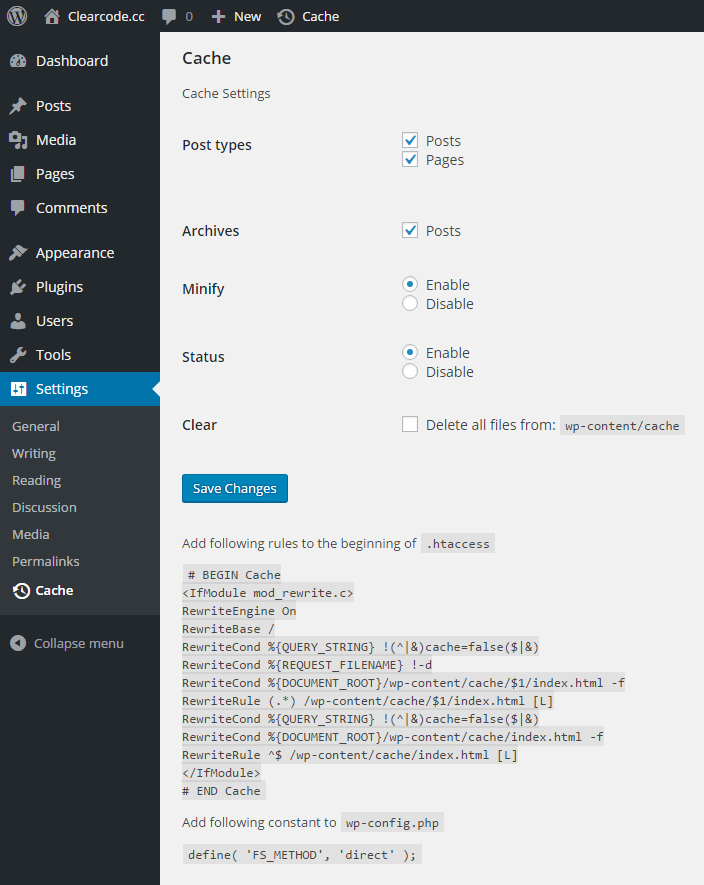 Clearcode.cc 0 New Cache
Dashboard
Posts
Media
Pages
Comments
Appearance
Plugins
Users
Tools
Settings
General
Writing
Reading
Discussion
Media
Permalinks
Cache
Collapse menu
Cache
Cache Settings
Post types
Posts
Pages
Archives
Posts
Minify
Enable
Disable
Status
Enable
Disable
Clear
Delete all files from: wp-content/cache
Save Changes
Add following rules to the beginning of .htaccess
# BEGIN Cache
<IfModule mod_rewrite.c>
RewriteEngine On
RewriteBase /
RewriteCond %{QUERY_STRING} !(^|&)cache=false($|&)
RewriteCond %{REQUEST_FILENAME} !-d
RewriteCond %{DOCUMENT_ROOT}/wp-content/cache/$1/index.html -f
RewriteRule (.*) /wp-content/cache/$1/index.html [L]
RewriteCond %{QUERY_STRING} !(^|&)cache=false($|&)
RewriteCond %{DOCUMENT_ROOT}/wp-content/cache/index.html -f
RewriteRule ^$ /wp-content/cache/index.html [L]
</IfModule>
# END Cache
Add following constant to wp-config.php
define( 'FS_METHOD', 'direct' );